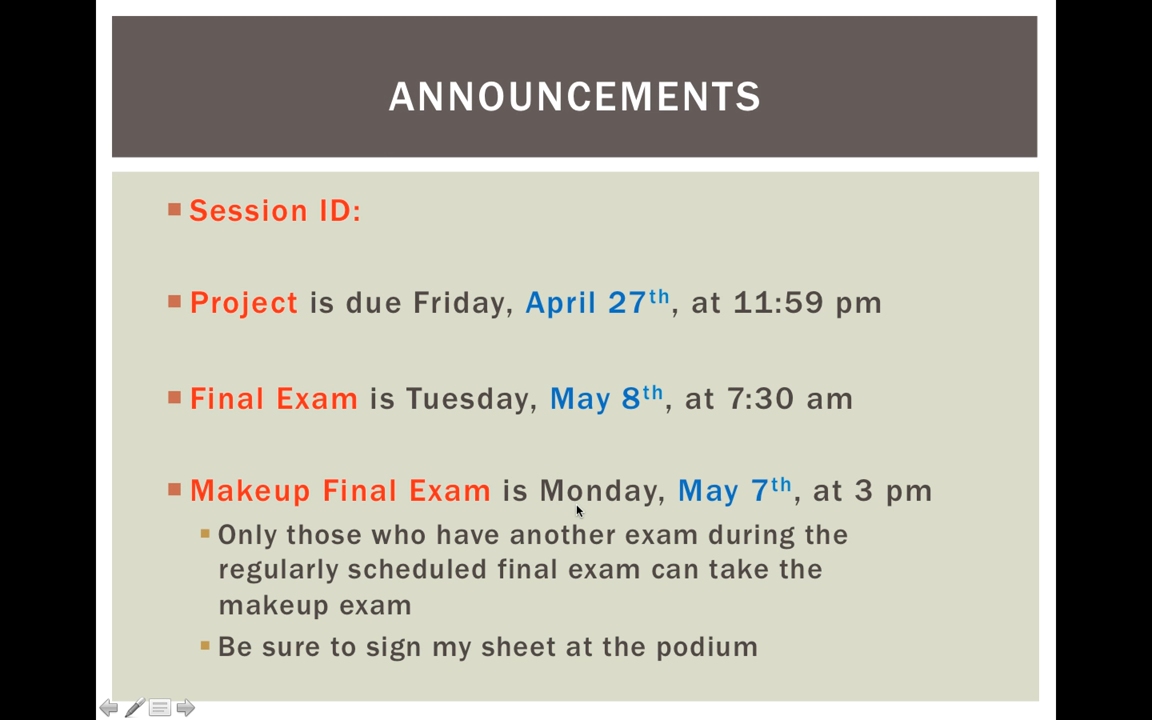 ANNOUNCEMENTS
Session ID:
Project is due Friday, April 27th, at 11:59 pm
Final Exam is Tuesday, May 8th, at 7:30 am
Makeup Final Exam is Monday, May 7th, at 3 pm
Only those who have another exam during the
regularly scheduled final exam can take the
makeup exam
Be sure to sign my sheet at the podium